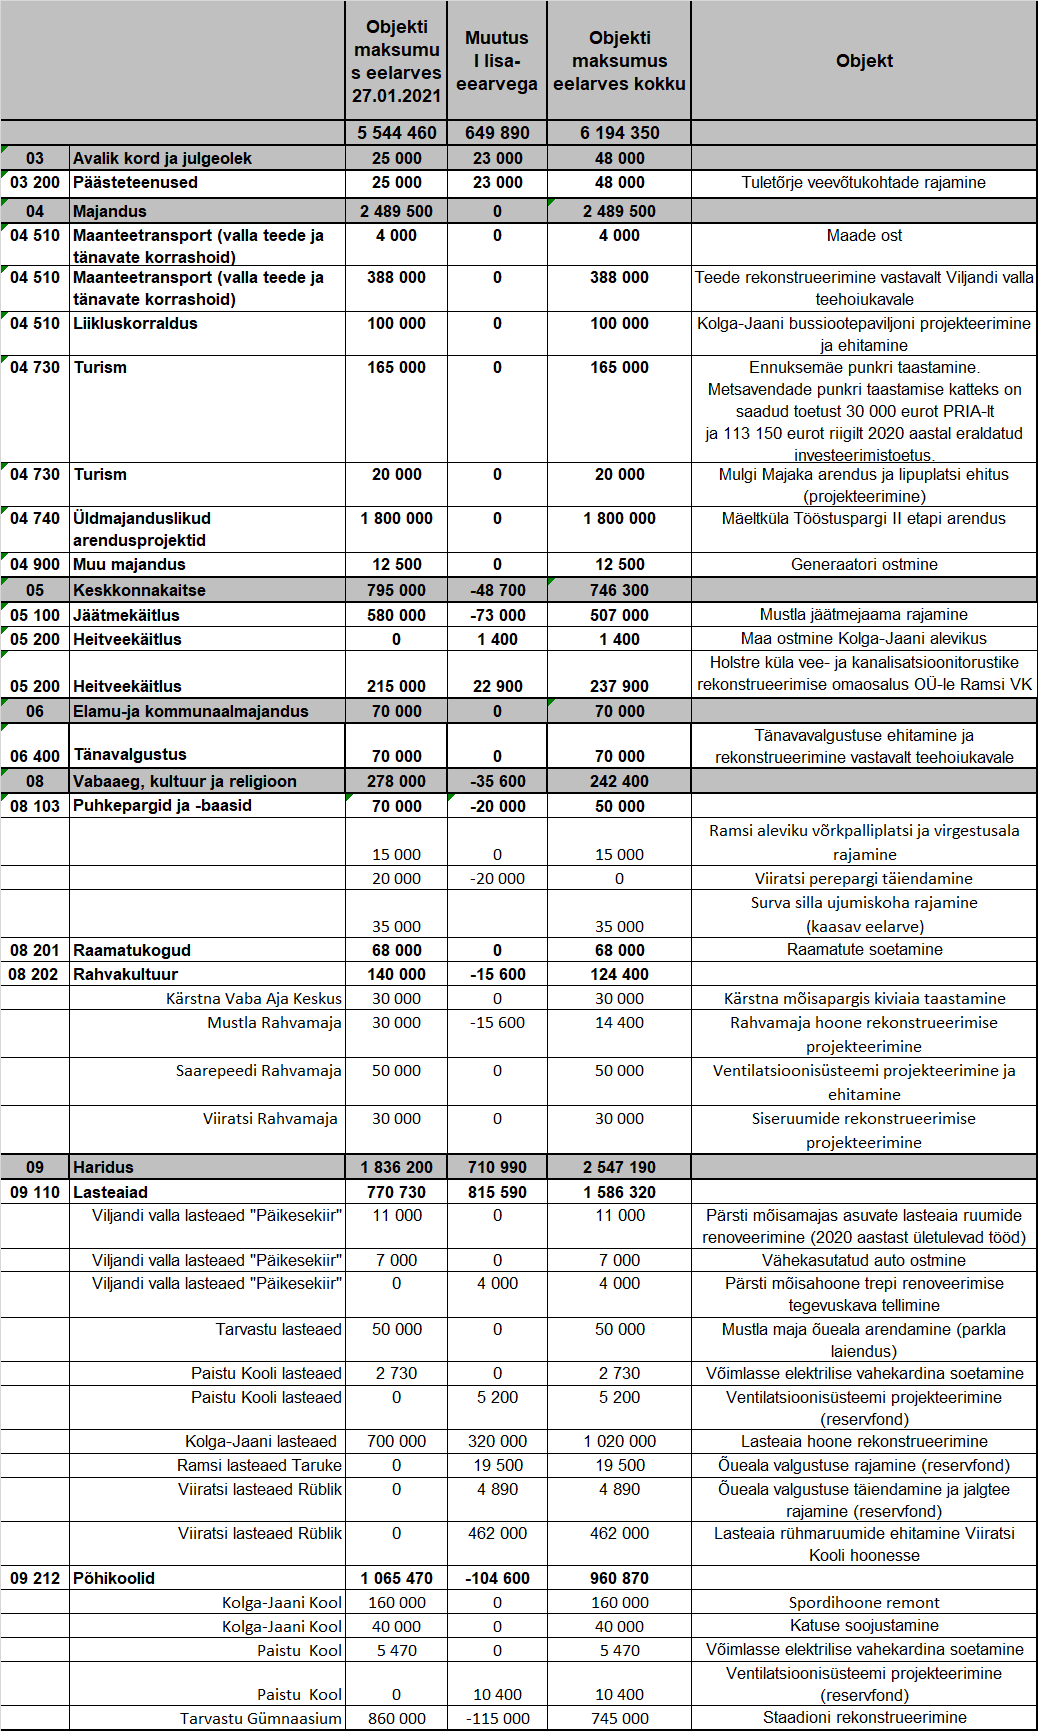 Objekti maksumu s eelarves 27.01.2021 | Muutus I lisa-eearvega | Objekti maksumus eelarves kokku | Objekt
5 544 460 | 649 890 | 6 194 350
03 | Avalik kord ja julgeolek | 25 000 | 23 000 | 48 000
03 200 | Päästeteenused | 25 000 | 23 000 | 48 000 | Tuletõrje veevõtukohtade rajamine
04 | Majandus | 2 489 500 | 0 | 2 489 500
04 510 | Maanteetransport (valla teede ja tänavate korrashoid) | 4 000 | 0 | 4 000 | Maade ost
04 510 | Maanteetransport (valla teede ja tänavate korrashoid) | 388 000 | 0 | 388 000 | Teede rekonstrueerimine vastavalt Viljandi valla teehoiukavale
04 510 | Liikluskorraldus | 100 000 | 0 | 100 000 | Kolga-Jaani bussiootepaviljoni projekteerimine ja ehitamine
04 730 | Turism | 165 000 | 0 | 165 000 | Ennuksemäe punkri taastamine. Metsavendade punkri taastamise katteks on saadud toetust 30 000 eurot PRIA-lt ja 113 150 eurot riigilt 2020 aastal eraldatud investeerimistoetus.
04 730 | Turism | 20 000 | 0 | 20 000 | Mulgi Majaka arendus ja lipuplatsi ehitus (projekteerimine)
04 740 | Üldmajanduslikud arendusprojektid | 1 800 000 | 0 | 1 800 000 | Mäeltküla Tööstuspargi II etapi arendus
04 900 | Muu majandus | 12 500 | 0 | 12 500 | Generaatori ostmine
05 | Keskkonnakaitse | 795 000 | -48 700 | 746 300
05 100 | Jäätmekäitlus | 580 000 | -73 000 | 507 000 | Mustla jäätmejaama rajamine
05 200 | Heitveekäitlus | 0 | 1 400 | 1 400 | Maa ostmine Kolga-Jaani alevikus
05 200 | Heitveekäitlus | 215 000 | 22 900 | 237 900 | Holstre küla vee- ja kanalisatsioonitorustike rekonstrueerimise omaosalus OÜ-le Ramsi VK
06 | Elamu-ja kommunaalmajandus | 70 000 | 0 | 70 000
06 400 | Tänavalgustus | 70 000 | 0 | 70 000 | Tänavavalgustuse ehitamine ja rekonstrueerimine vastavalt teehoiukavale
08 | Vabaaeg, kultuur ja religioon | 278 000 | -35 600 | 242 400
08 103 | Puhkepargid ja -baasid | 70 000 | -20 000 | 50 000
15 000 | 0 | 15 000 | Ramsi aleviku võrkpalliplatsi ja virgestusala rajamine
20 000 | -20 000 | 0 | Viiratsi perepargi täiendamine
35 000 | 35 000 | Surva silla ujumiskoha rajamine (kaasav eelarve)
08 201 | Raamatukogud | 68 000 | 0 | 68 000 | Raamatute soetamine
08 202 | Rahvakultuur | 140 000 | -15 600 | 124 400
Kärstna Vaba Aja Keskus | 30 000 | 0 | 30 000 | Kärstna mõisapargis kiviaia taastamine
Mustla Rahvamaja | 30 000 | -15 600 | 14 400 | Rahvamaja hoone rekonstrueerimise projekteerimine
Saarepeedi Rahvamaja | 50 000 | 0 | 50 000 | Ventilatsioonisüsteemi projekteerimine ja ehitamine
Viiratsi Rahvamaja | 30 000 | 0 | 30 000 | Siseruumide rekonstrueerimise projekteerimine
09 | Haridus | 1 836 200 | 710 990 | 2 547 190
09 110 | Lasteaiad | 770 730 | 815 590 | 1 586 320
Viljandi valla lasteaed "Päikesekiir" | 11 000 | 0 | 11 000 | Pärsti mõisamajas asuvate lasteaia ruumide renoveerimine (2020 aastast ületulevad tööd)
Viljandi valla lasteaed "Päikesekiir" | 7 000 | 0 | 7 000 | Vähekasutatud auto ostmine
Viljandi valla lasteaed "Päikesekiir" | 0 | 4 000 | 4 000 | Pärsti mõisahoone trepi renoveerimise tegevuskava tellimine
Tarvastu lasteaed | 50 000 | 0 | 50 000 | Mustla maja õueala arendamine (parkla laiendus)
Paistu Kooli lasteaed | 2 730 | 0 | 2 730 | Võimlasse elektrilise vahekardina soetamine
Paistu Kooli lasteaed | 0 | 5 200 | 5 200 | Ventilatsioonisüsteemi projekteerimine (reservfond)
Kolga-Jaani lasteaed | 700 000 | 320 000 | 1 020 000 | Lasteaia hoone rekonstrueerimine
Ramsi lasteaed Taruke | 0 | 19 500 | 19 500 | Õueala valgustuse rajamine (reservfond)
Viiratsi lasteaed Rüblik | 0 | 4 890 | 4 890 | Õueala valgustuse täiendamine ja jalgtee rajamine (reservfond)
Viiratsi lasteaed Rüblik | 0 | 462 000 | 462 000 | Lasteaia rühmaruumide ehitamine Viiratsi Kooli hoonesse
09 212 | Põhikoolid | 1 065 470 | -104 600 | 960 870
Kolga-Jaani Kool | 160 000 | 0 | 160 000 | Spordihoone remont
Kolga-Jaani Kool | 40 000 | 0 | 40 000 | Katuse soojustamine
Paistu Kool | 5 470 | 0 | 5 470 | Võimlasse elektrilise vahekardina soetamine
Paistu Kool | 0 | 10 400 | 10 400 | Ventilatsioonisüsteemi projekteerimine (reservfond)
Tarvastu Gümnaasium | 860 000 | -115 000 | 745 000 | Staadioni rekonstrueerimine